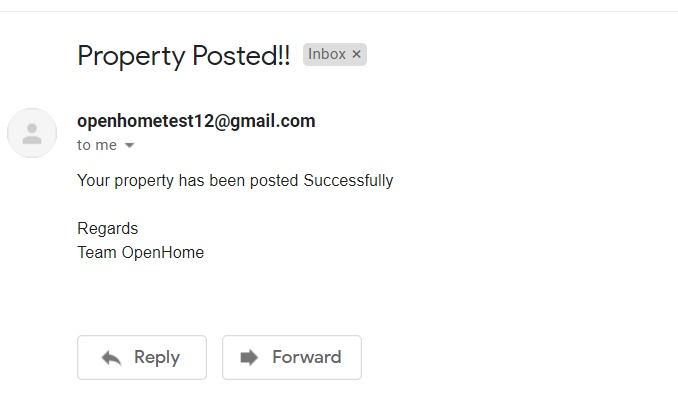 Property Posted!! Inbox ×
openhometest12@gmail.com
to me
Your property has been posted Successfully
Regards
Team OpenHome
Reply Forward